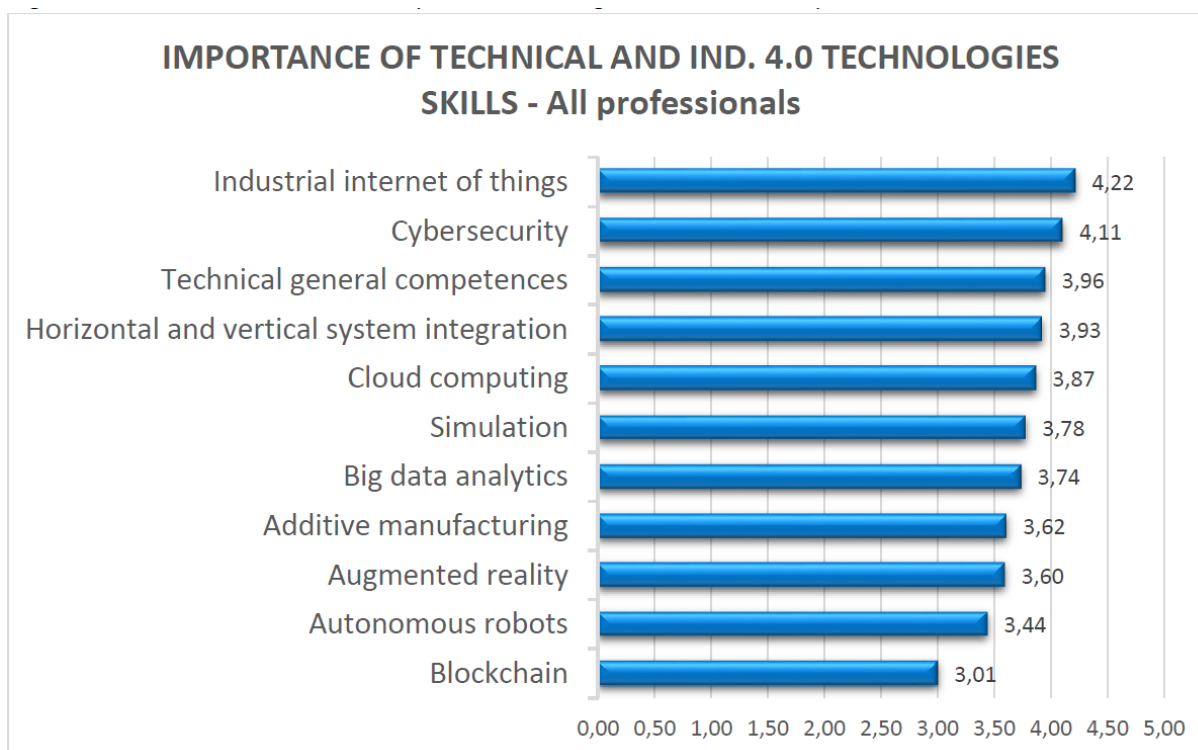 IMPORTANCE OF TECHNICAL AND IND. 4.0 TECHNOLOGIES
SKILLS - All professionals
Industrial internet of things 4,22
Cybersecurity 4,11
Technical general competences 3,96
Horizontal and vertical system integration 3,93
Cloud computing 3,87
Simulation 3,78
Big data analytics 3,74
Additive manufacturing 3,62
Augmented reality 3,60
Autonomous robots 3,44
Blockchain 3,01
0,00 0,50 1,00 1,50 2,00 2,50 3,00 3,50 4,00 4,50 5,00